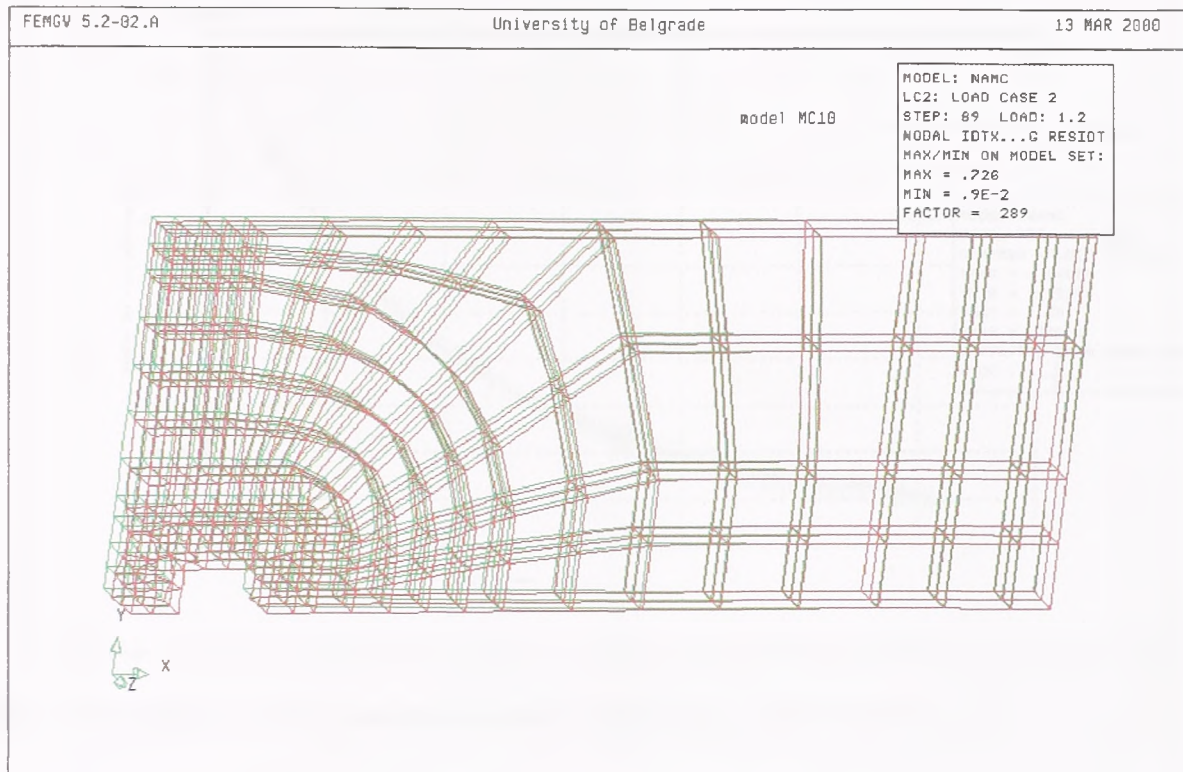 FEMGV 5.2-02.A
University of Belgrade
13 MAR 2000
MODEL: NAMC
LC2: LOAD CASE 2
STEP: 89 LOAD: 1.2
NODAL IDTX...G RESIDT
MAX/MIN ON MODEL SET:
MAX = .726
MIN = .9E-2
FACTOR = 289
model MC10
Y
X
Z